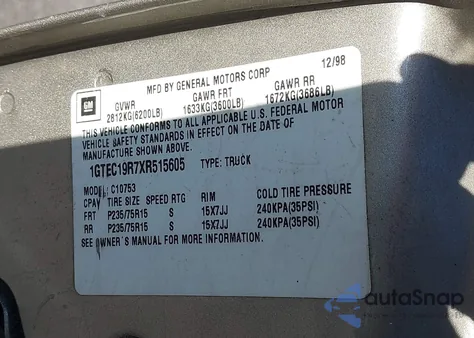 MFD BY GENERAL MOTORS CORP 12/98
GM GVWR GAWR FRT GAWR RR
2812KG(6200LB) 1633KG(3600LB) 1672KG(3686LB)
THIS VEHICLE CONFORMS TO ALL APPLICABLE U.S. FEDERAL MOTOR
VEHICLE SAFETY STANDARDS IN EFFECT ON THE DATE OF
MANUFACTURE SHOWN ABOVE.
1GTEC19R7XR515605 TYPE: TRUCK
MODEL: C10753
CPAY TIRE SIZE SPEED RTG RIM COLD TIRE PRESSURE
FRT P235/75R15 S 15X7JJ 240KPA(35PSI)
RR P235/75R15 S 15X7JJ 240KPA(35PSI)
SEE OWNER'S MANUAL FOR MORE INFORMATION.
autoSnap